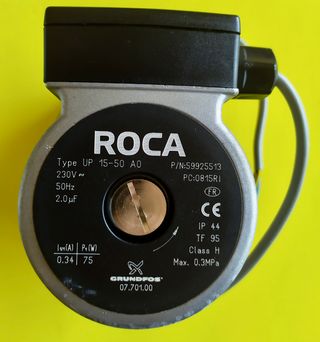 ROCA
Type UP 15-50 AO P/N:59925513
230V~ PC:0815RI
50Hz FR
2.0µF CE
IP 44
TF 95
I₁/₁(A) P₁(W) Class H
0.34 75 Max. 0.3MPa
GRUNDFOS
07.701.00